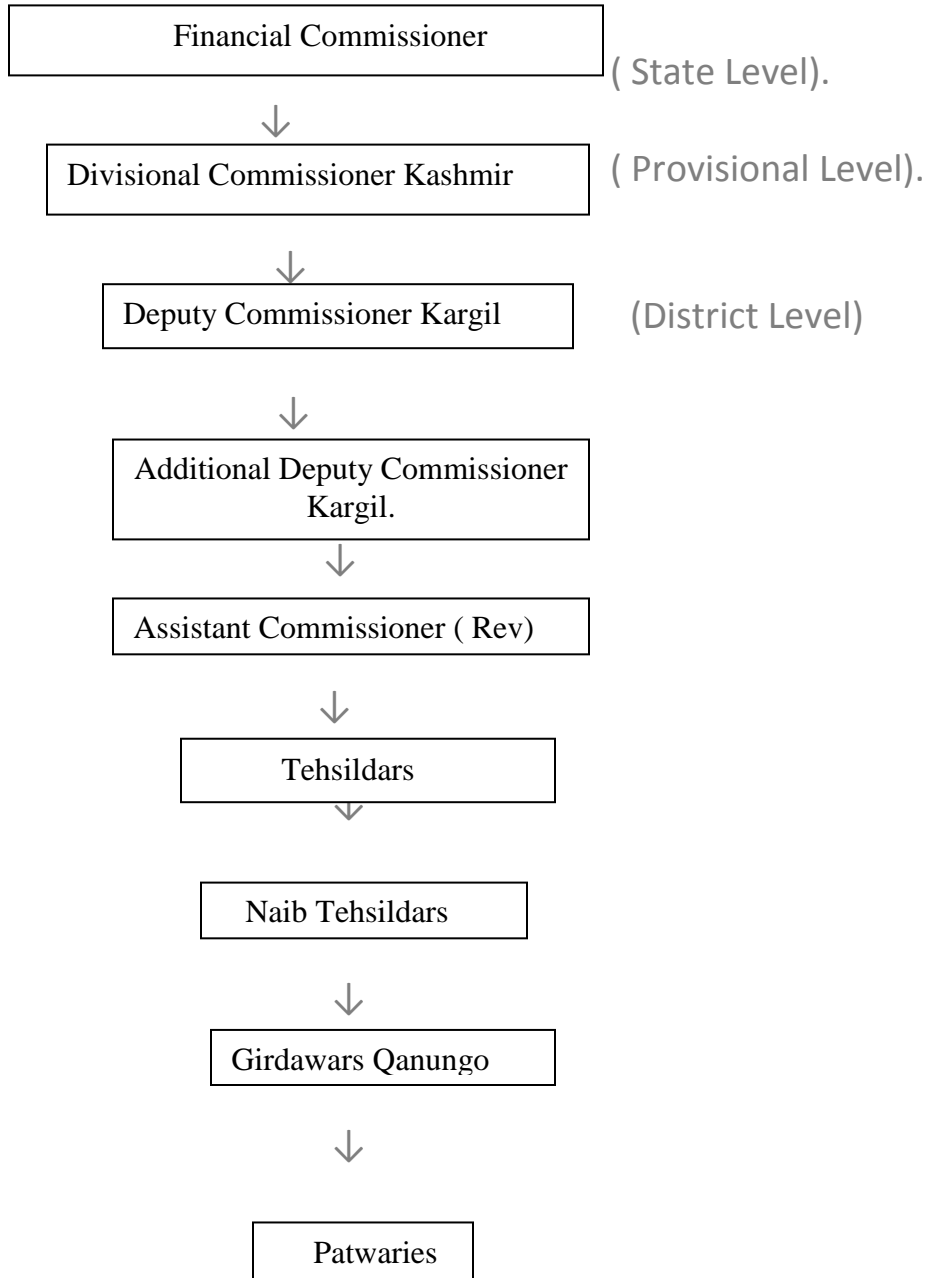 Financial Commissioner
( State Level).
Divisional Commissioner Kashmir
( Provisional Level).
Deputy Commissioner Kargil
(District Level)
Additional Deputy Commissioner
Kargil.
Assistant Commissioner ( Rev)
Tehsildars
Naib Tehsildars
Girdawars Qanungo
Patwaries